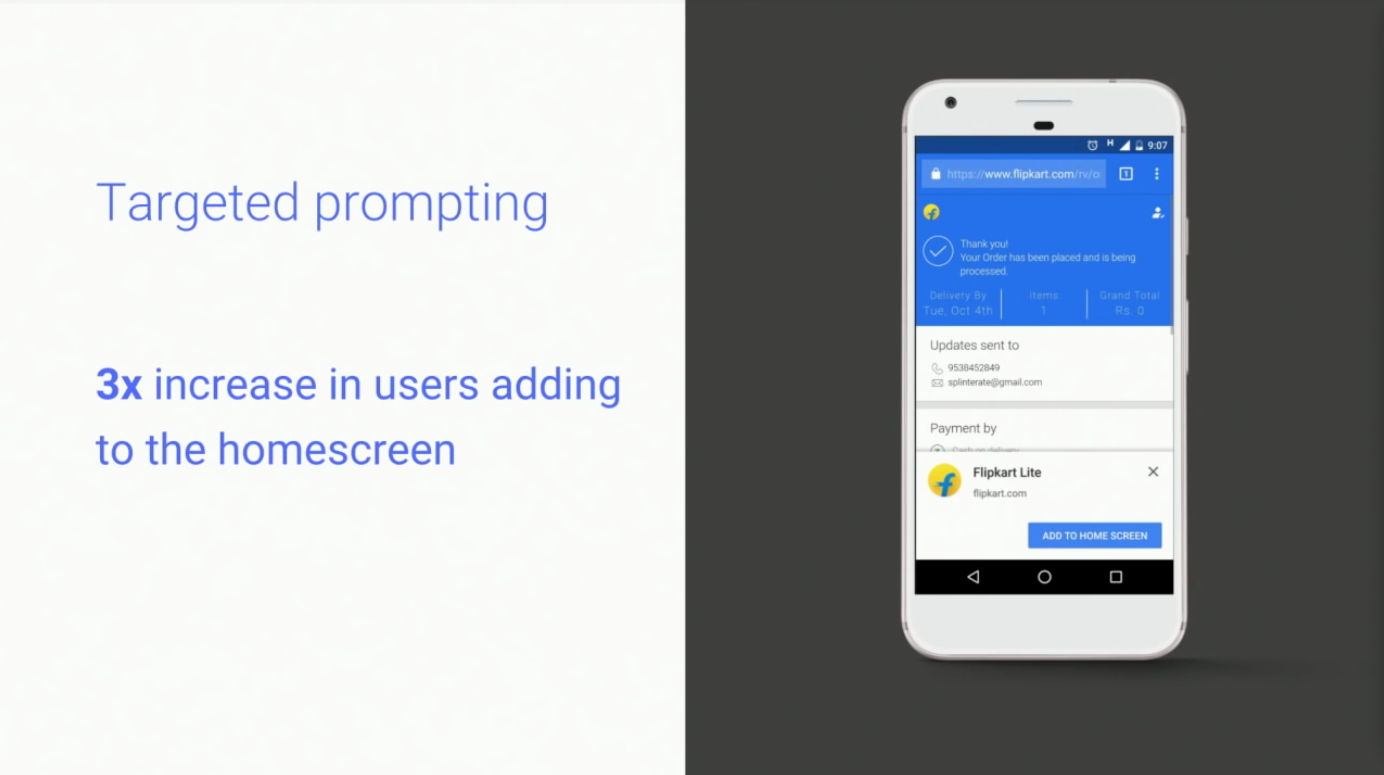 Targeted prompting
3x increase in users adding
to the homescreen
H
9:07
https://www.flipkart.com/rv/o
1
Thank you!
Your Order has been placed and is being
processed.
Delivery By
Tue, Oct 4th
Items
1
Grand Total
Rs. 0
Updates sent to
9538452849
splinterate@gmail.com
Payment by
Cash on delivery
Flipkart Lite
flipkart.com
ADD TO HOME SCREEN